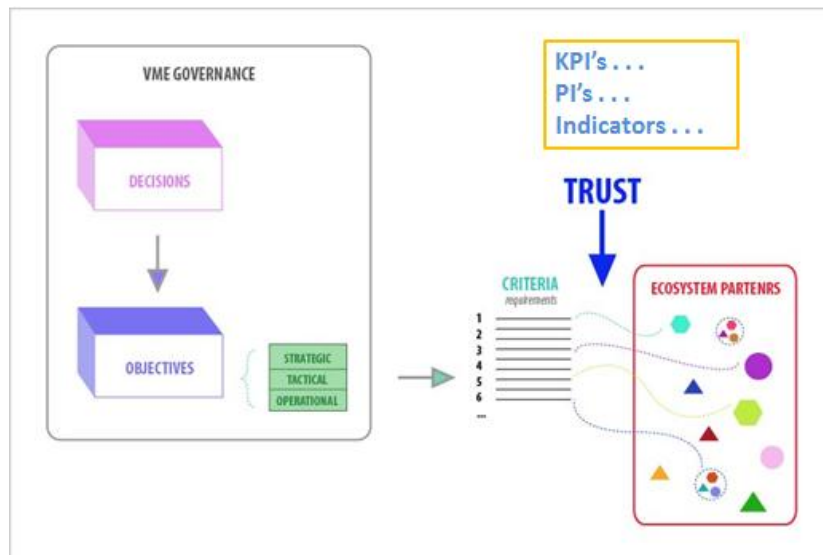 VME GOVERNANCE
DECISIONS
OBJECTIVES
STRATEGIC
TACTICAL
OPERATIONAL
KPI's . . .
PI's . . .
Indicators . . .
TRUST
CRITERIA
requirements
1
2
3
4
5
6
...
ECOSYSTEM PARTENRS